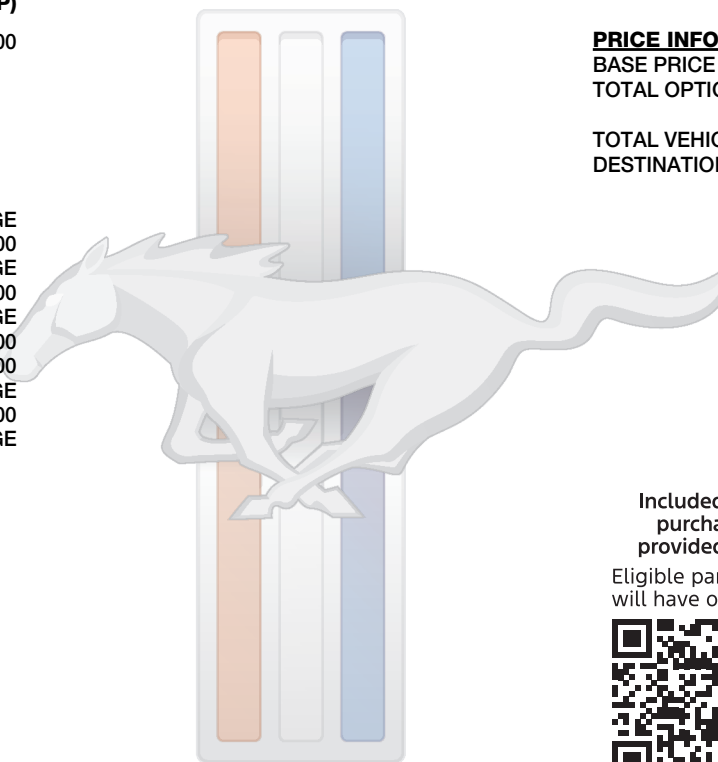 P)
00
GE
00
GE
00
GE
00
00
GE
00
GE
PRICE INFO
BASE PRICE
TOTAL OPTIO
TOTAL VEHIC
DESTINATION
Included
purcha
provided
Eligible par
will have o